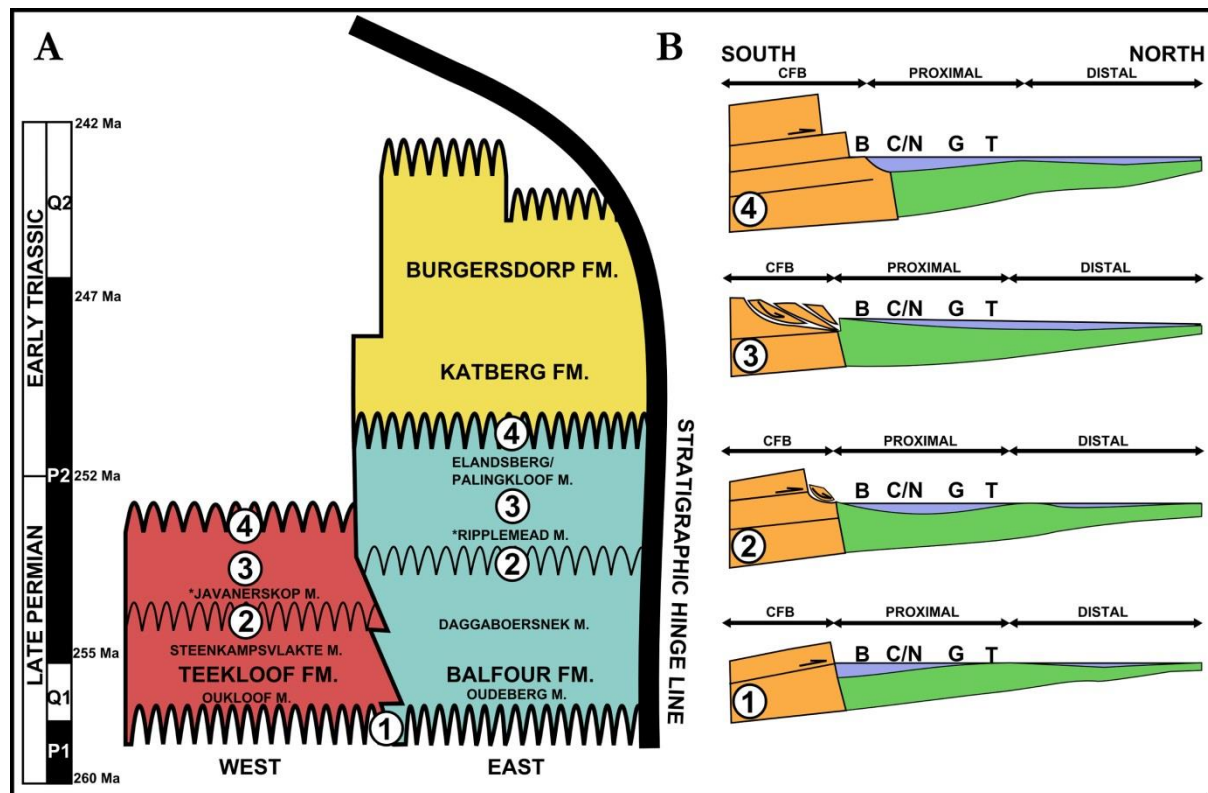 A
242 Ma
Q2
EARLY TRIASSIC
247 Ma
P2
252 Ma
LATE PERMIAN
255 Ma
Q1
P1
260 Ma
BURGERSDORP FM.
KATBERG FM.
4
ELANDSBERG/
PALINGKLOOF M.
3
*RIPPLEMEAD M.
2
DAGGABOERSNEK M.
BALFOUR FM.
OUDEBERG M.
4
3
*JAVANERSKOP M.
2
STEENKAMPSVLAKTE M.
TEEKLOOF FM.
OUKLOOF M.
1
WEST
EAST
STRATIGRAPHIC HINGE LINE
B
SOUTH NORTH
CFB PROXIMAL DISTAL
B C/N G T
4
CFB PROXIMAL DISTAL
B C/N G T
3
CFB PROXIMAL DISTAL
B C/N G T
2
CFB PROXIMAL DISTAL
B C/N G T
1